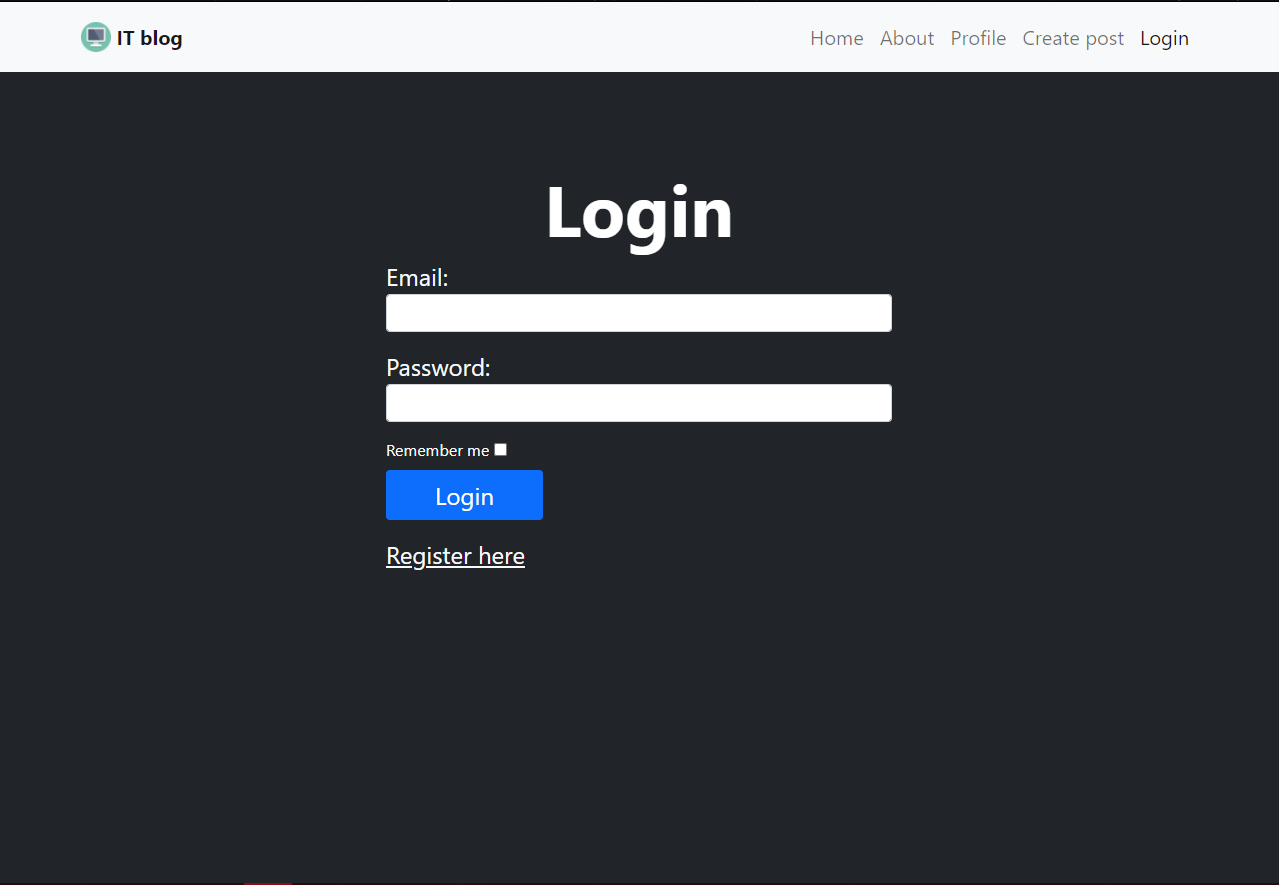 IT blog Home About Profile Create post Login
Login
Email:
Password:
Remember me
Login
Register here